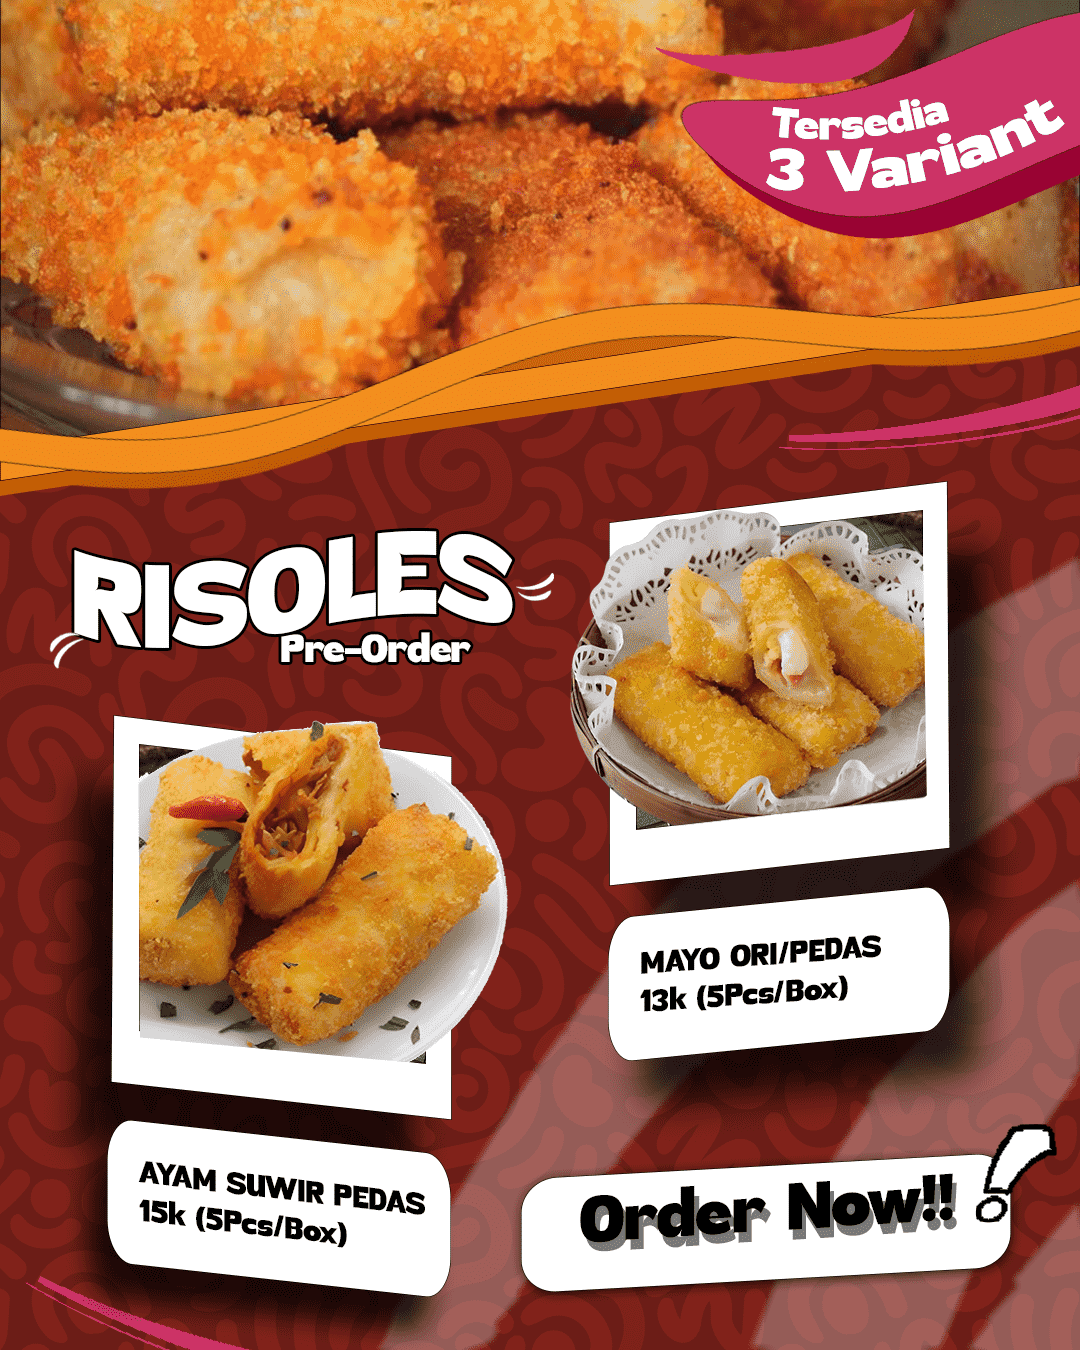 Tersedia
3 Variant
RISOLES
Pre-Order
MAYO ORI/PEDAS
13k (5Pcs/Box)
AYAM SUWIR PEDAS
15k (5Pcs/Box)
Order Now!!